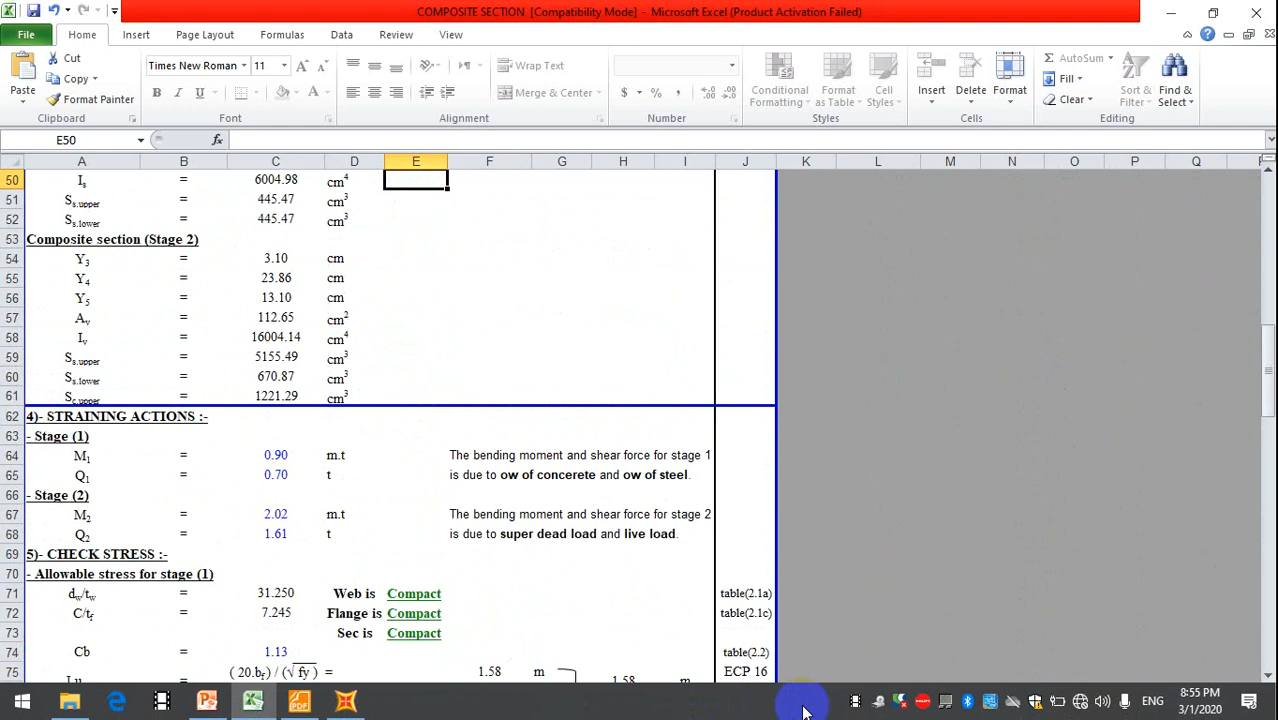 COMPOSITE SECTION [Compatibility Mode] - Microsoft Excel (Product Activation Failed)
File Home Insert Page Layout Formulas Data Review View
Cut
Copy
Format Painter
Paste
Clipboard
Times New Roman 11
B I U
Font
Wrap Text
Merge & Center
Alignment
$ % ,
Number
Conditional Formatting
Format as Table
Cell Styles
Styles
Insert Delete Format
Cells
Σ AutoSum
Fill
Clear
Sort & Filter
Find & Select
Editing
E50 fx
A B C D E F G H I J K L M N O P Q
50 Is = 6004.98 cm4
51 Ss.upper = 445.47 cm3
52 Ss.lower = 445.47 cm3
53 Composite section (Stage 2)
54 Y3 = 3.10 cm
55 Y4 = 23.86 cm
56 Y5 = 13.10 cm
57 Av = 112.65 cm2
58 Iv = 16004.14 cm4
59 Ss.upper = 5155.49 cm3
60 Ss.lower = 670.87 cm3
61 Sc.upper = 1221.29 cm3
62 4)- STRAINING ACTIONS :-
63 - Stage (1)
64 M1 = 0.90 m.t The bending moment and shear force for stage 1
65 Q1 = 0.70 t is due to ow of concerete and ow of steel.
66 - Stage (2)
67 M2 = 2.02 m.t The bending moment and shear force for stage 2
68 Q2 = 1.61 t is due to super dead load and live load.
69 5)- CHECK STRESS :-
70 - Allowable stress for stage (1)
71 dw/tw = 31.250 Web is Compact table(2.1a)
72 C/tf = 7.245 Flange is Compact table(2.1c)
73 Sec is Compact
74 Cb = 1.13 table(2.2)
75 ( 20.bf ) / (√ fy ) = 1.58 m ECP 16
Lu = 1.58 m
ENG
8:55 PM
3/1/2020